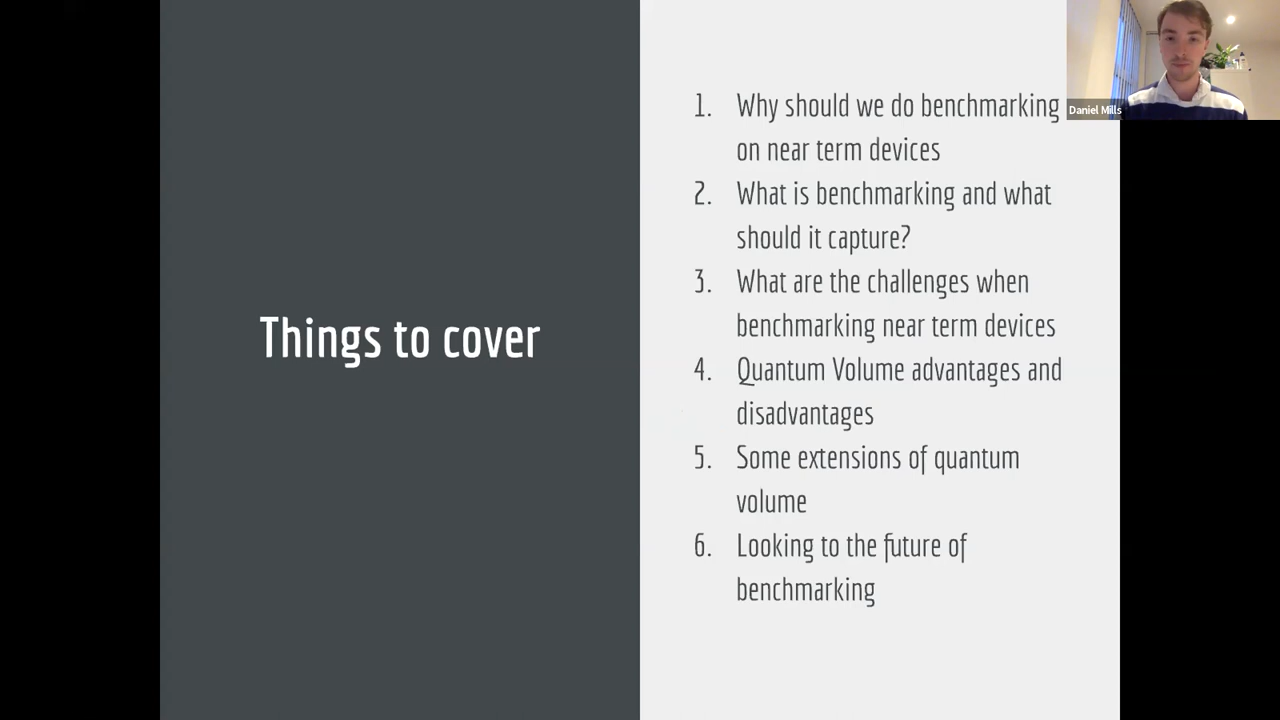 Things to cover
1. Why should we do benchmarking
on near term devices
2. What is benchmarking and what
should it capture?
3. What are the challenges when
benchmarking near term devices
4. Quantum Volume advantages and
disadvantages
5. Some extensions of quantum
volume
6. Looking to the future of
benchmarking
Daniel Mills